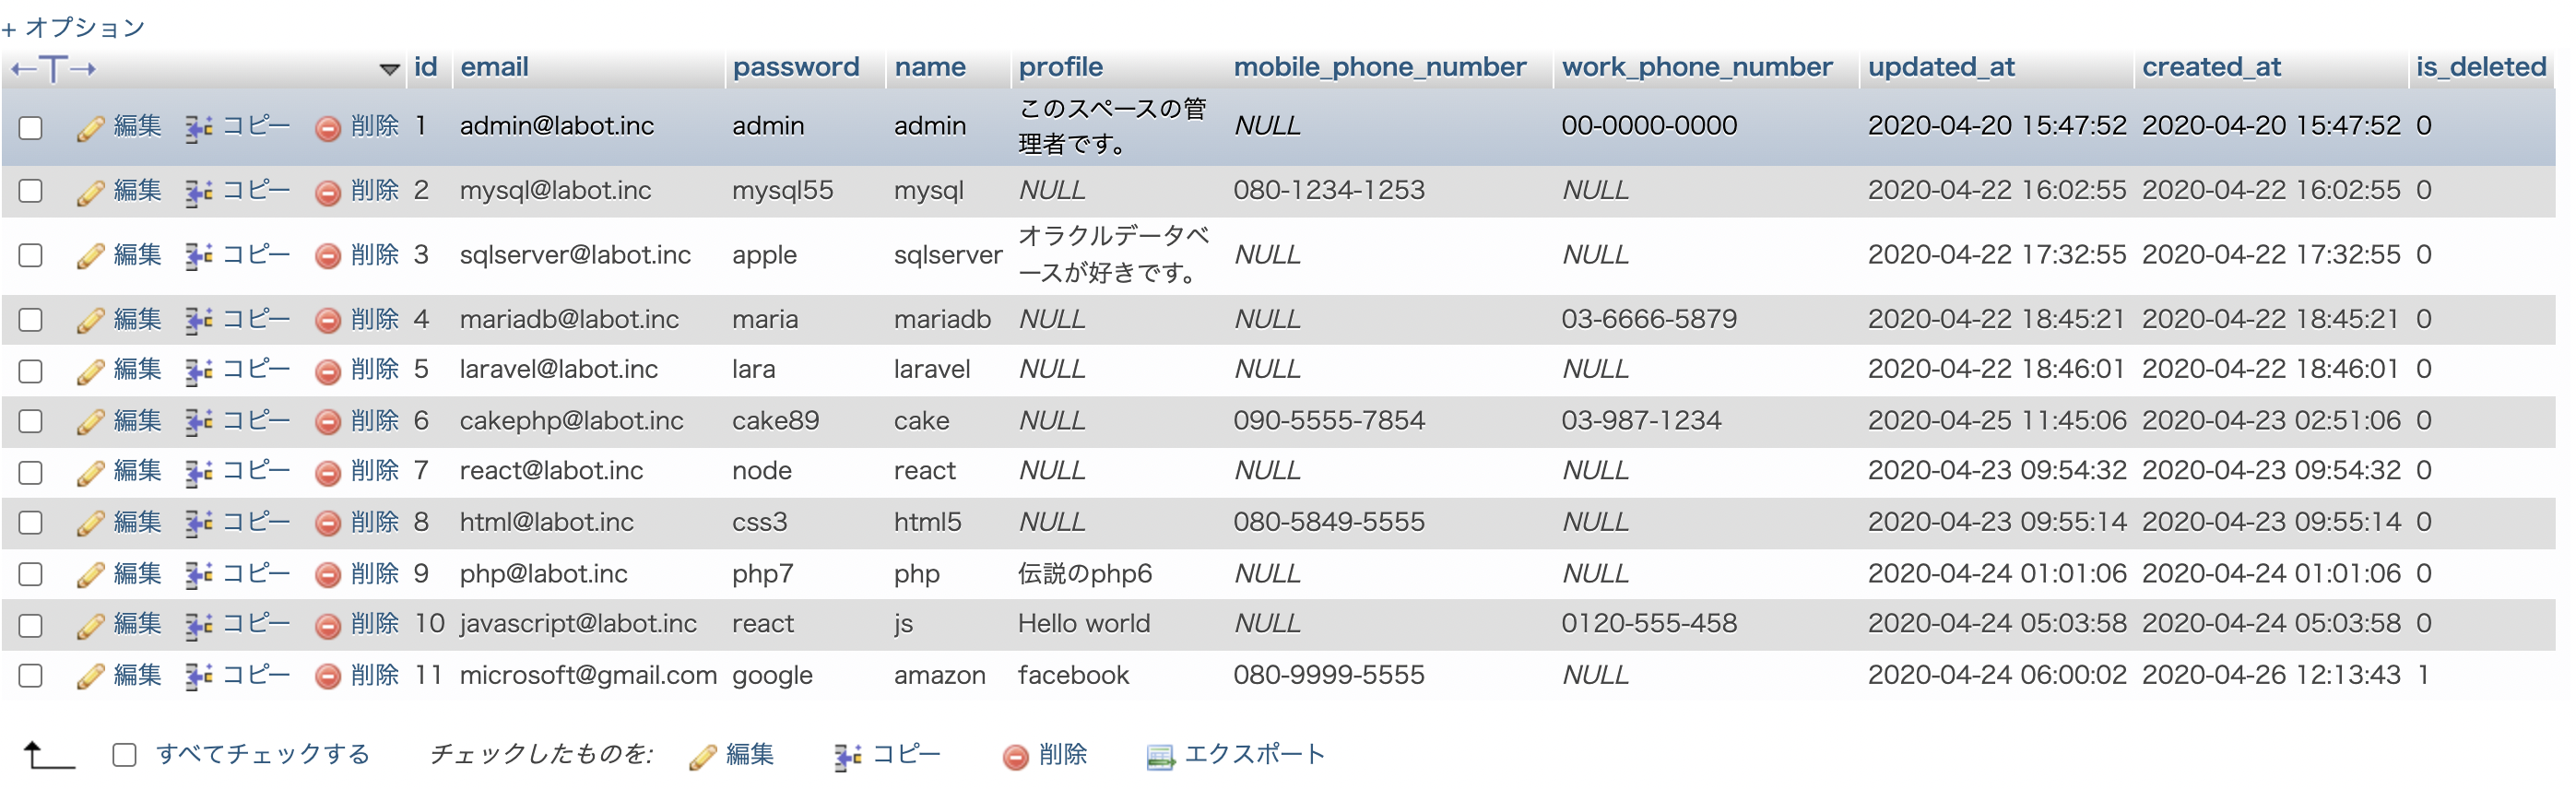 + オプション
←T→ id email password name profile mobile_phone_number work_phone_number updated_at created_at is_deleted
編集 コピー 削除 1 admin@labot.inc admin admin このスペースの管理者です。 NULL 00-0000-0000 2020-04-20 15:47:52 2020-04-20 15:47:52 0
編集 コピー 削除 2 mysql@labot.inc mysql55 mysql NULL 080-1234-1253 NULL 2020-04-22 16:02:55 2020-04-22 16:02:55 0
編集 コピー 削除 3 sqlserver@labot.inc apple sqlserver オラクルデータベースが好きです。 NULL NULL 2020-04-22 17:32:55 2020-04-22 17:32:55 0
編集 コピー 削除 4 mariadb@labot.inc maria mariadb NULL NULL 03-6666-5879 2020-04-22 18:45:21 2020-04-22 18:45:21 0
編集 コピー 削除 5 laravel@labot.inc lara laravel NULL NULL NULL 2020-04-22 18:46:01 2020-04-22 18:46:01 0
編集 コピー 削除 6 cakephp@labot.inc cake89 cake NULL 090-5555-7854 03-987-1234 2020-04-25 11:45:06 2020-04-23 02:51:06 0
編集 コピー 削除 7 react@labot.inc node react NULL NULL NULL 2020-04-23 09:54:32 2020-04-23 09:54:32 0
編集 コピー 削除 8 html@labot.inc css3 html5 NULL 080-5849-5555 NULL 2020-04-23 09:55:14 2020-04-23 09:55:14 0
編集 コピー 削除 9 php@labot.inc php7 php 伝説のphp6 NULL NULL 2020-04-24 01:01:06 2020-04-24 01:01:06 0
編集 コピー 削除 10 javascript@labot.inc react js Hello world NULL 0120-555-458 2020-04-24 05:03:58 2020-04-24 05:03:58 0
編集 コピー 削除 11 microsoft@gmail.com google amazon facebook 080-9999-5555 NULL 2020-04-24 06:00:02 2020-04-26 12:13:43 1
すべてチェックする チェックしたものを: 編集 コピー 削除 エクスポート